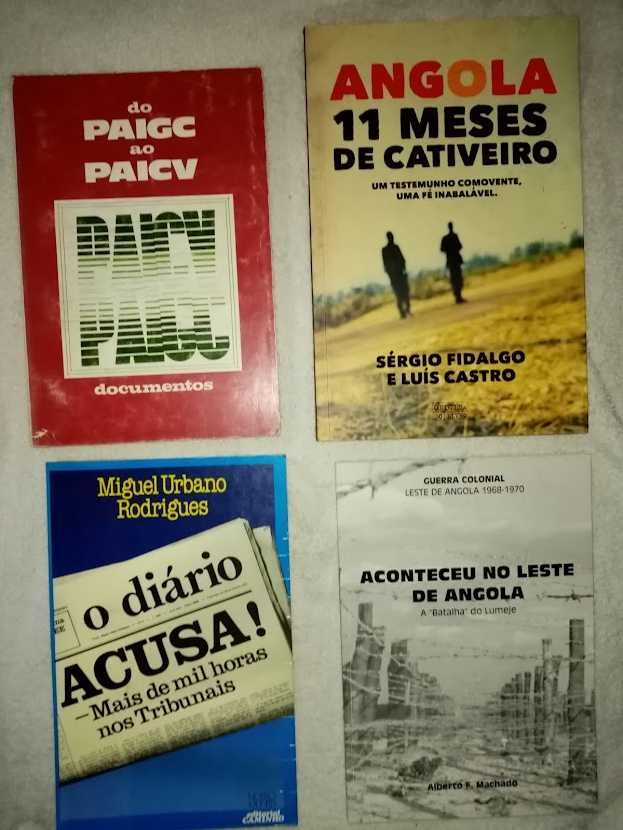 do
PAIGC
ao
PAICV
PAICV
PAIGC
documentos
ANGOLA
11 MESES
DE CATIVEIRO
UM TESTEMUNHO COMOVENTE,
UMA FÉ INABALÁVEL.
SÉRGIO FIDALGO
E LUÍS CASTRO
Miguel Urbano
Rodrigues
o diário
ACUSA!
– Mais de mil horas
nos Tribunais
editorial
CAMINHO
GUERRA COLONIAL
LESTE DE ANGOLA 1968-1970
ACONTECEU NO LESTE
DE ANGOLA
A "Batalha" do Lumeje
Alberto F. Machado